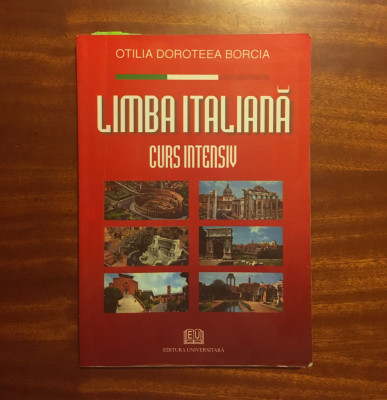 OTILIA DOROTEEA BORCIA
LIMBA ITALIANĂ
CURS INTENSIV
EU
EDITURA UNIVERSITARĂ